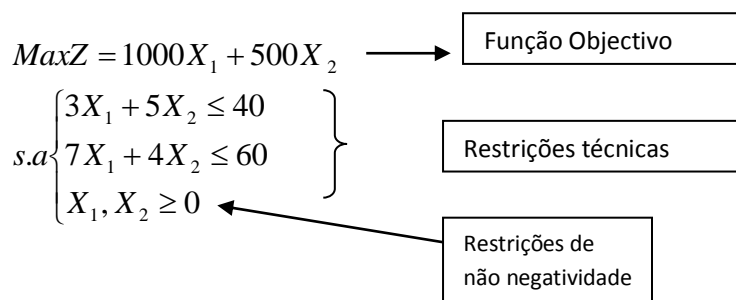 MaxZ = 1000X₁ + 500X₂
Função Objectivo
s.a
3X₁ + 5X₂ ≤ 40
7X₁ + 4X₂ ≤ 60
X₁, X₂ ≥ 0
Restrições técnicas
Restrições de
não negatividade